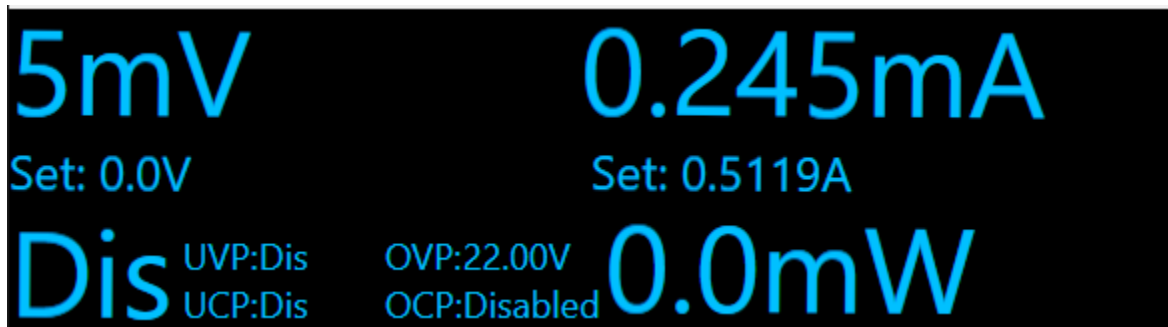 5mV 0.245mA
Set: 0.0V Set: 0.5119A
Dis UVP:Dis OVP:22.00V 0.0mW
UCP:Dis OCP:Disabled